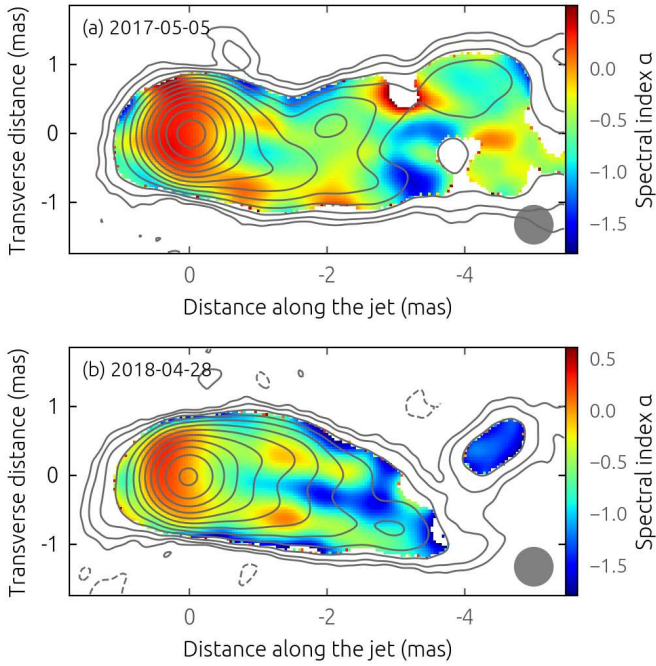 (a) 2017-05-05
Transverse distance (mas)
1
0
-1
0
-2
-4
Distance along the jet (mas)
0.5
0.0
−0.5
−1.0
−1.5
Spectral index α
(b) 2018-04-28
Transverse distance (mas)
1
0
-1
0
-2
-4
Distance along the jet (mas)
0.5
0.0
−0.5
−1.0
−1.5
Spectral index α